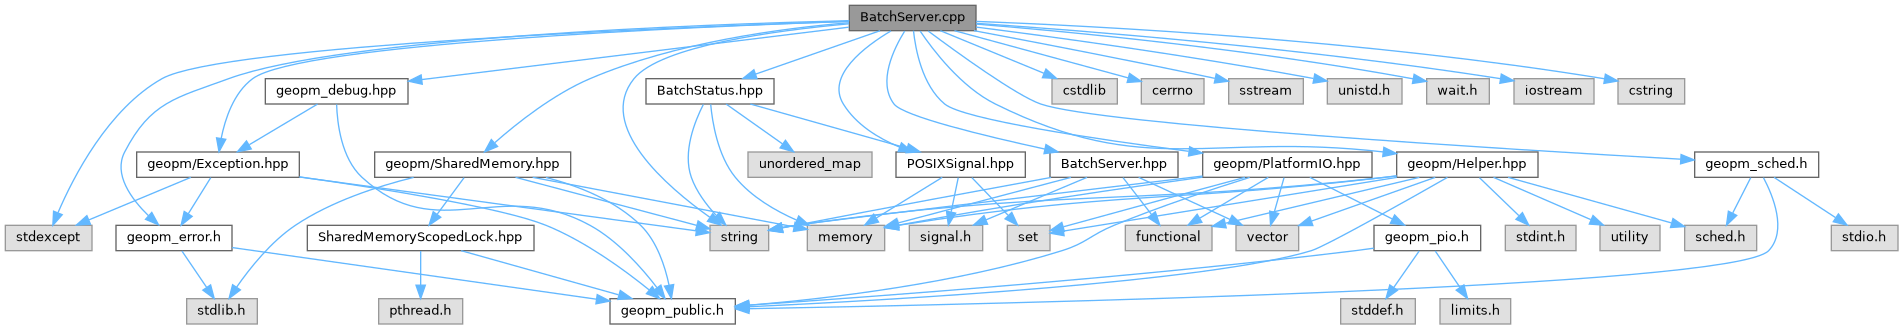 BatchServer.cpp
geopm_debug.hpp
BatchStatus.hpp
cstdlib
cerrno
sstream
unistd.h
wait.h
iostream
cstring
geopm/Exception.hpp
geopm/SharedMemory.hpp
unordered_map
POSIXSignal.hpp
BatchServer.hpp
geopm/PlatformIO.hpp
geopm/Helper.hpp
geopm_sched.h
stdexcept
geopm_error.h
SharedMemoryScopedLock.hpp
string
memory
signal.h
set
functional
vector
geopm_pio.h
stdint.h
utility
sched.h
stdio.h
stdlib.h
pthread.h
geopm_public.h
stddef.h
limits.h